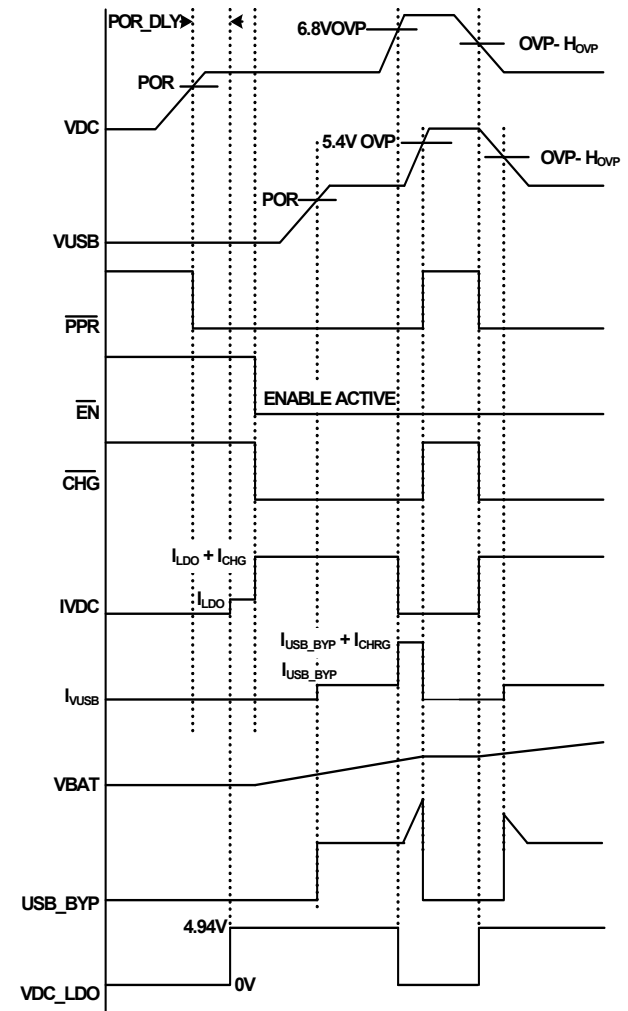 POR_DLY
6.8VOVP
OVP- HOVP
POR
VDC
5.4V OVP
OVP- HOVP
POR
VUSB
PPR
ENABLE ACTIVE
EN
CHG
ILDO + ICHG
ILDO
IVDC
IUSB_BYP + ICHRG
IUSB_BYP
IVUSB
VBAT
USB_BYP
4.94V
0V
VDC_LDO